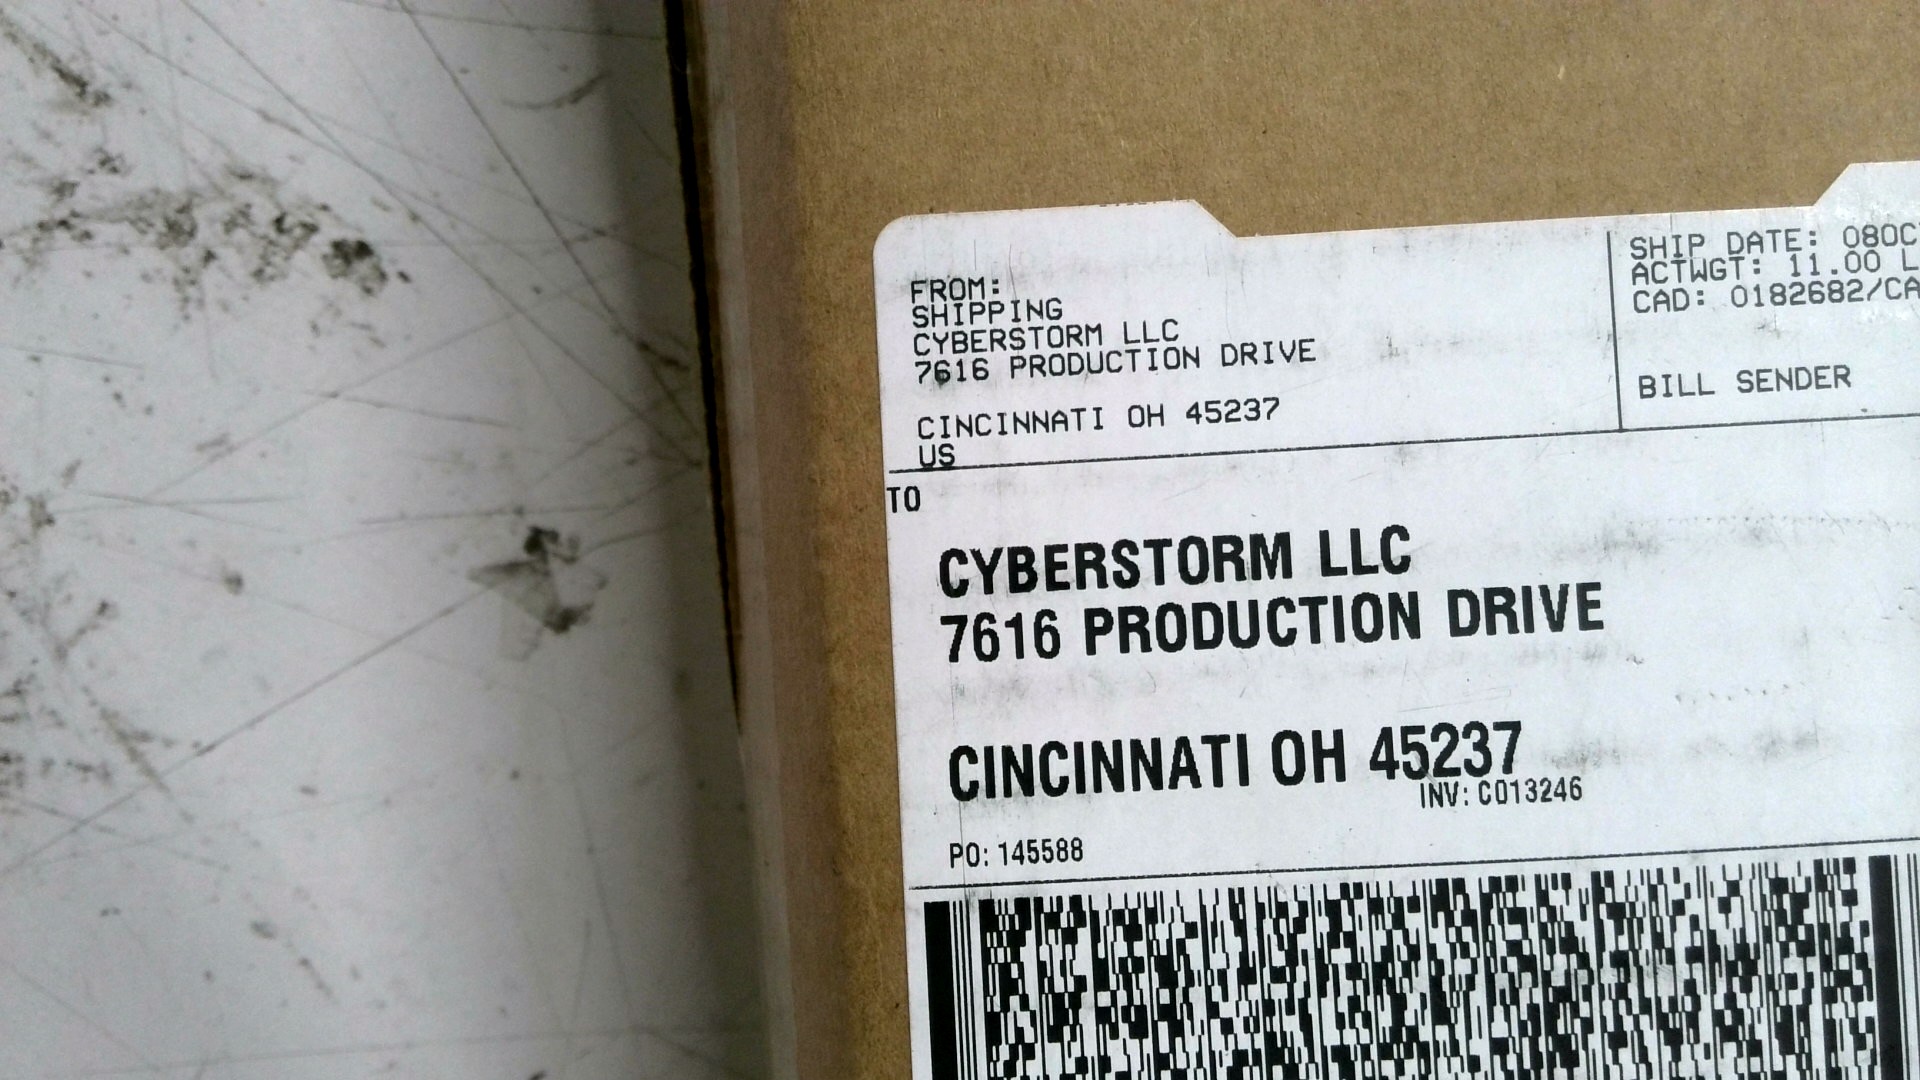 FROM:
SHIPPING
CYBERSTORM LLC
7616 PRODUCTION DRIVE
CINCINNATI OH 45237
US
SHIP DATE: 08OC
ACTWGT: 11.00 L
CAD: 0182682/CA
BILL SENDER
TO
CYBERSTORM LLC
7616 PRODUCTION DRIVE
CINCINNATI OH 45237
INV: C013246
PO: 145588